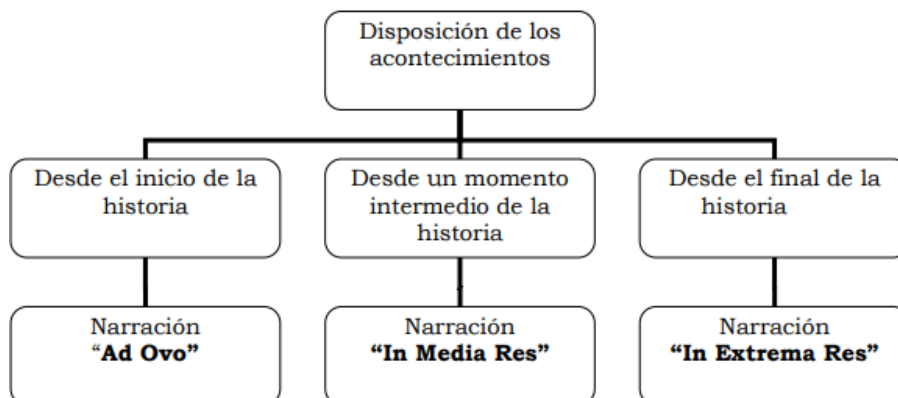 Disposición de los
acontecimientos
Desde el inicio de la
historia
Desde un momento
intermedio de la
historia
Desde el final de la
historia
Narración
“Ad Ovo”
Narración
“In Media Res”
Narración
“In Extrema Res”